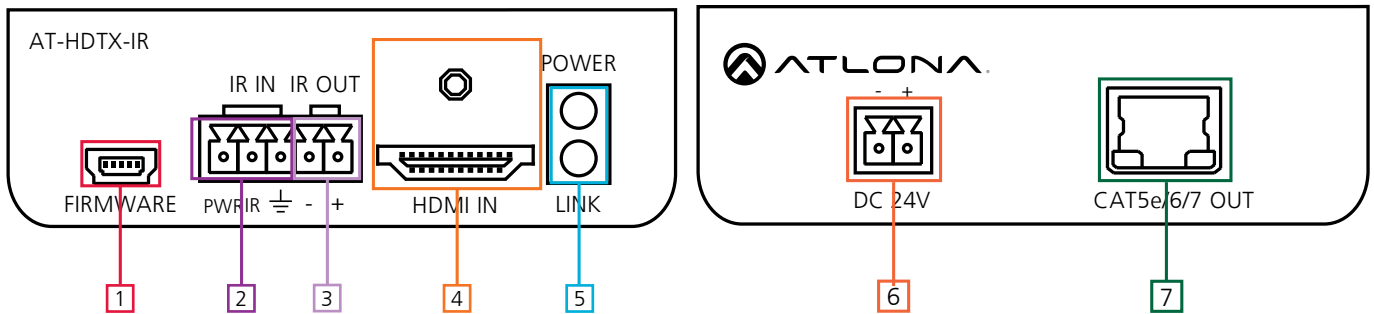 AT-HDTX-IR
IR IN IR OUT
POWER
FIRMWARE
PWR IR - +
HDMI IN
LINK
1 2 3 4 5
ATLONA
- +
DC 24V
CAT5e/6/7 OUT
6 7